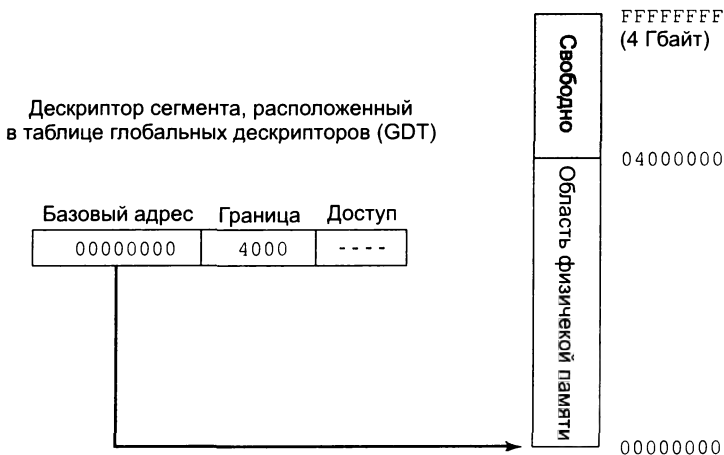 FFFFFFFF
(4 Гбайт)
Свободно
Дескриптор сегмента, расположенный
в таблице глобальных дескрипторов (GDT)
04000000
Базовый адрес Граница Доступ
00000000 4000 ----
Область физичекой памяти
00000000